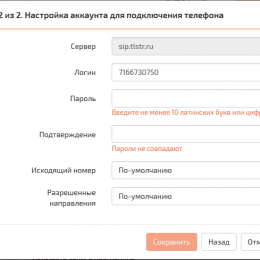 2 из 2. Настройка аккаунта для подключения телефона
Сервер
sip.tlstr.ru
Логин
7166730750
Пароль
Введите не менее 10 латинских букв или циф
Подтверждение
Пароли не совпадают
Исходящий номер
По-умолчанию
Разрешенные направления
По-умолчанию
Сохранить
Назад
Отм